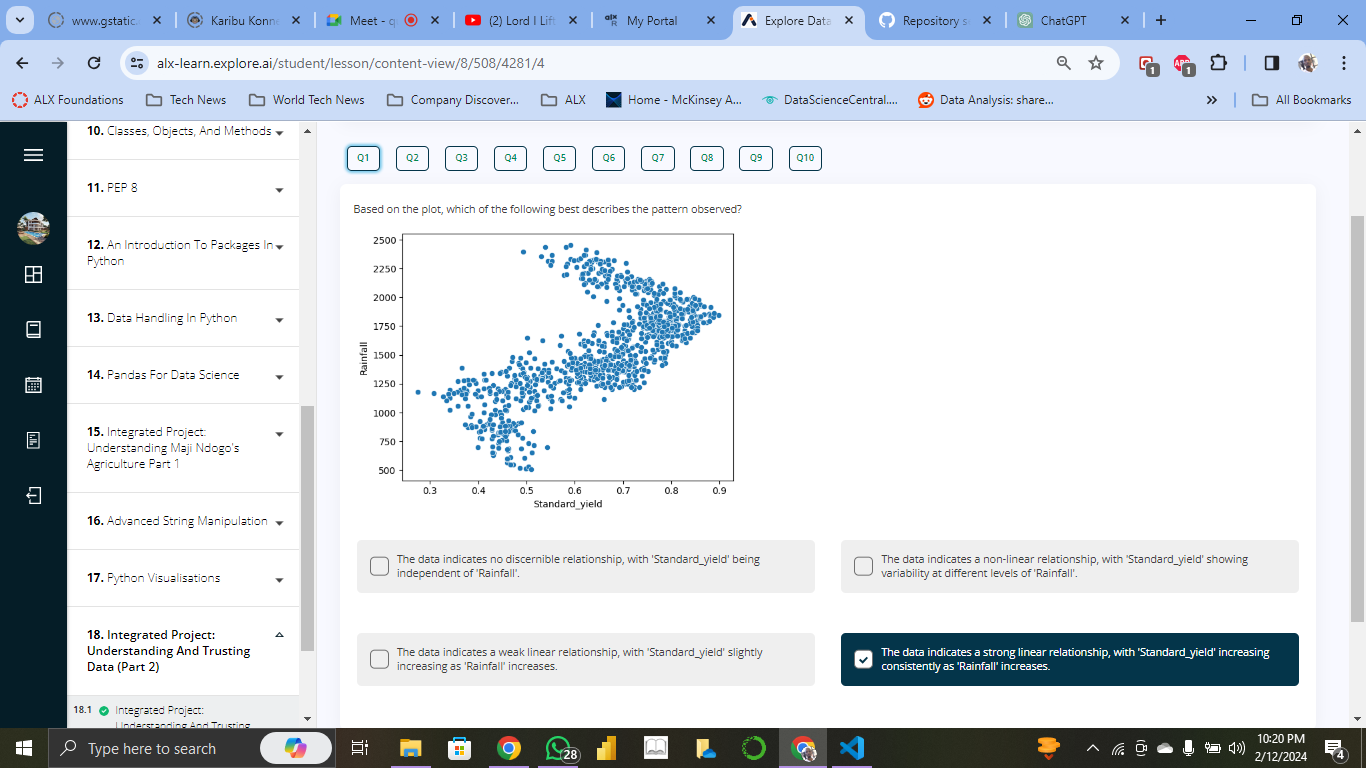 www.gstatic.
Karibu Konne
Meet - q
(2) Lord I Lift
My Portal
Explore Data
Repository s
ChatGPT
alx-learn.explore.ai/student/lesson/content-view/8/508/4281/4
1
1
ALX Foundations
Tech News
World Tech News
Company Discover...
ALX
Home - McKinsey A...
DataScienceCentral....
Data Analysis: share...
»
All Bookmarks
10. Classes, Objects, And Methods
11. PEP 8
12. An Introduction To Packages In
Python
13. Data Handling In Python
14. Pandas For Data Science
15. Integrated Project:
Understanding Maji Ndogo's
Agriculture Part 1
16. Advanced String Manipulation
17. Python Visualisations
18. Integrated Project:
Understanding And Trusting
Data (Part 2)
18.1 Integrated Project:
Understanding And Trusting
Q1 Q2 Q3 Q4 Q5 Q6 Q7 Q8 Q9 Q10
Based on the plot, which of the following best describes the pattern observed?
2500
2250
2000
1750
1500
1250
1000
750
500
Rainfall
0.3 0.4 0.5 0.6 0.7 0.8 0.9
Standard_yield
The data indicates no discernible relationship, with 'Standard_yield' being
independent of 'Rainfall'.
The data indicates a non-linear relationship, with 'Standard_yield' showing
variability at different levels of 'Rainfall'.
The data indicates a weak linear relationship, with 'Standard_yield' slightly
increasing as 'Rainfall' increases.
The data indicates a strong linear relationship, with 'Standard_yield' increasing
consistently as 'Rainfall' increases.
Type here to search
28
10:20 PM
2/12/2024
4